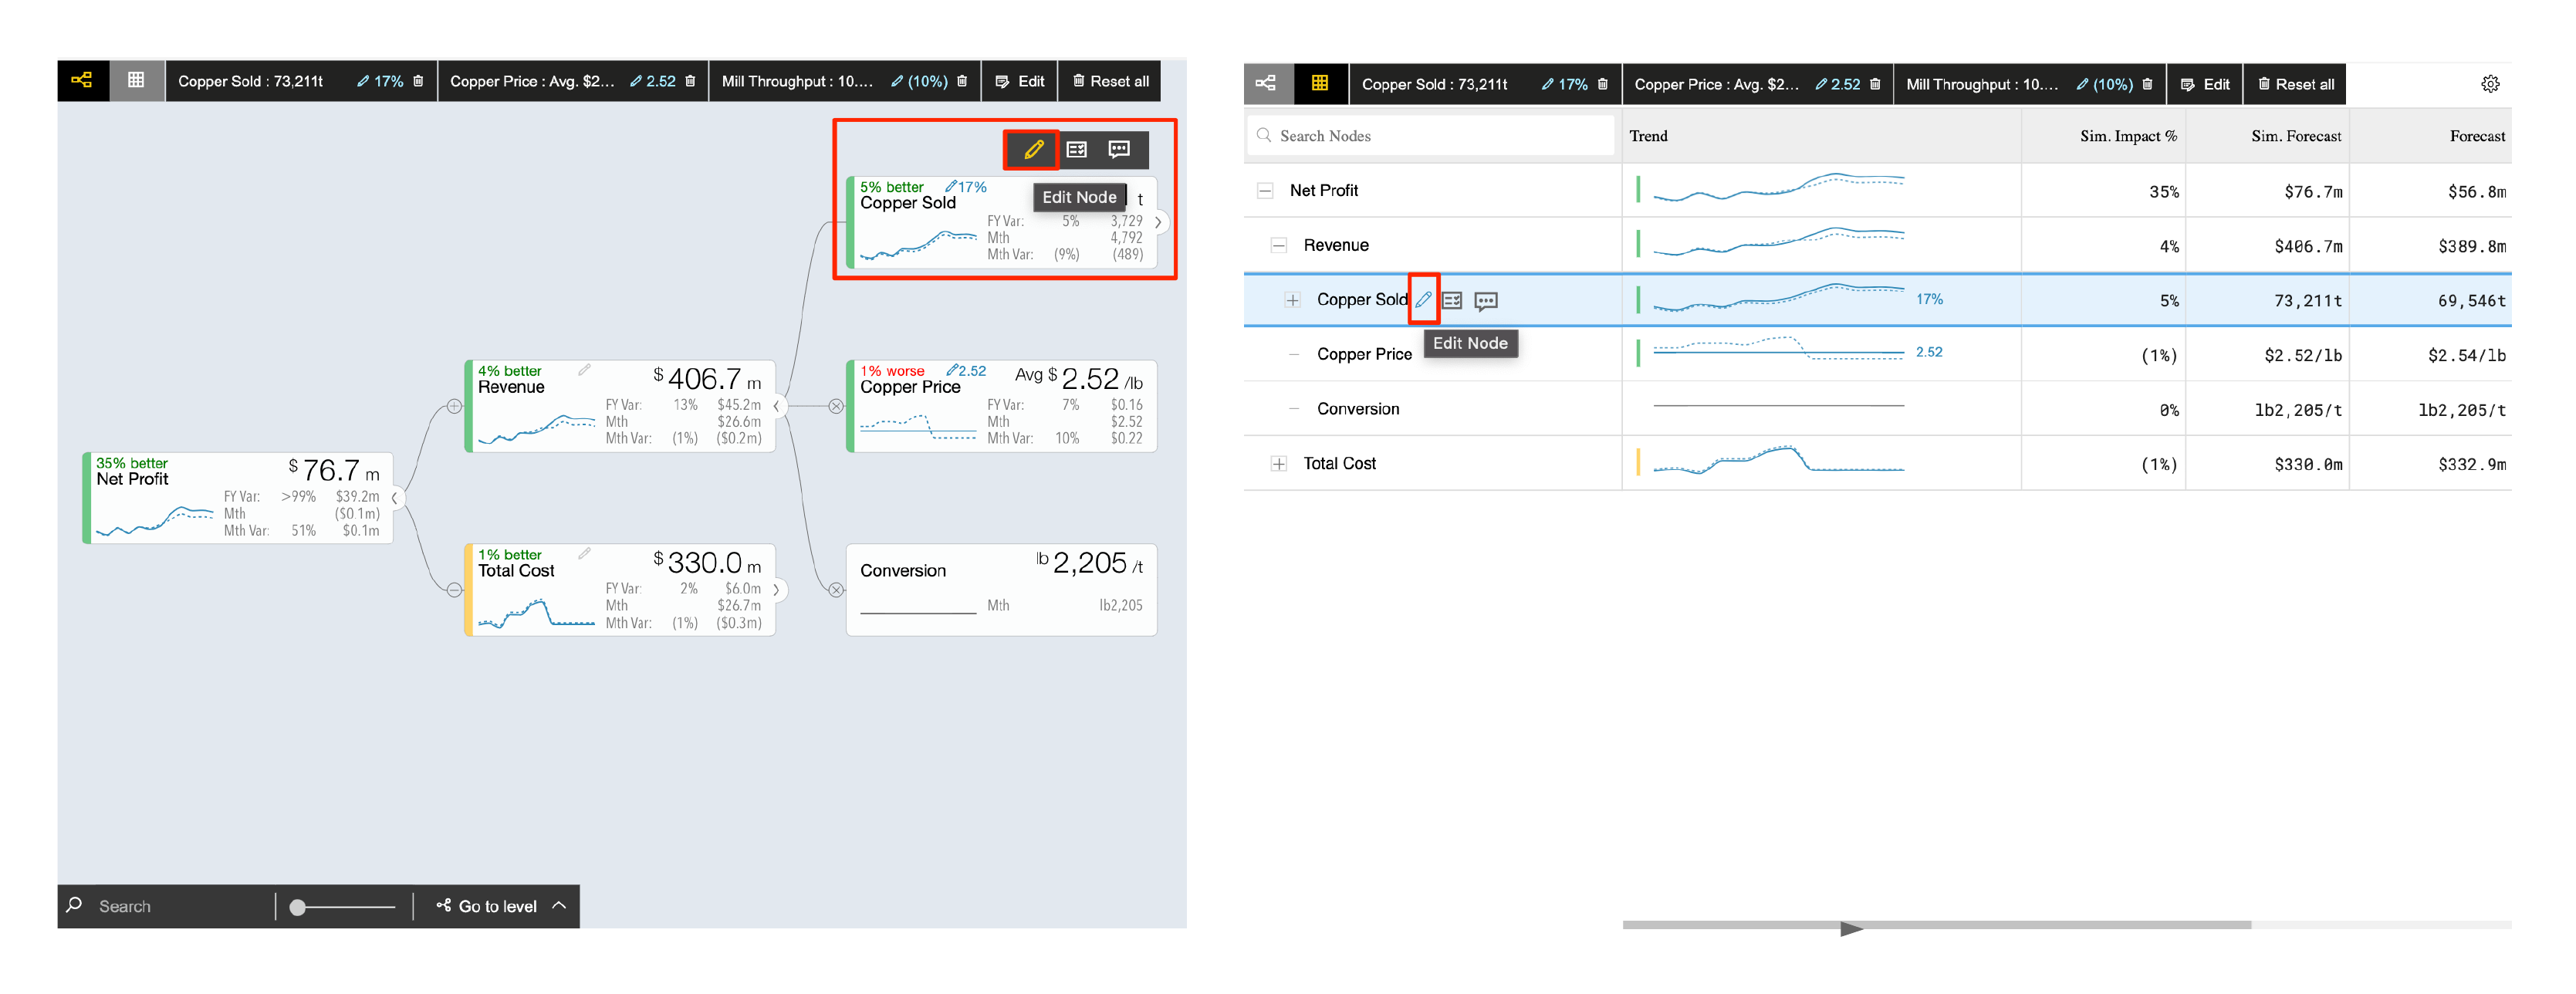 Copper Sold : 73,211t 17% Copper Price : Avg. $2... 2.52 Mill Throughput : 10.... (10%) Edit Reset all
5% better 17%
Copper Sold
Edit Node
t
FY Var: 5% 3,729
Mth 4,792
Mth Var: (9%) (489)
4% better
Revenue
$ 406.7 m
FY Var: 13% $45.2m
Mth $26.6m
Mth Var: (1%) ($0.2m)
1% worse 2.52
Copper Price
Avg $ 2.52 /lb
FY Var: 7% $0.16
Mth $2.52
Mth Var: 10% $0.22
35% better
Net Profit
$ 76.7 m
FY Var: >99% $39.2m
Mth ($0.1m)
Mth Var: 51% $0.1m
1% better
Total Cost
$ 330.0 m
FY Var: 2% $6.0m
Mth $26.7m
Mth Var: (1%) ($0.3m)
Conversion
lb 2,205 /t
Mth lb2,205
Search Go to level
Copper Sold : 73,211t 17% Copper Price : Avg. $2... 2.52 Mill Throughput : 10.... (10%) Edit Reset all
Search Nodes Trend Sim. Impact % Sim. Forecast Forecast
Net Profit 35% $76.7m $56.8m
Revenue 4% $406.7m $389.8m
Copper Sold 17% 5% 73,211t 69,546t
Edit Node
Copper Price 2.52 (1%) $2.52/lb $2.54/lb
Conversion 0% lb2,205/t lb2,205/t
Total Cost (1%) $330.0m $332.9m